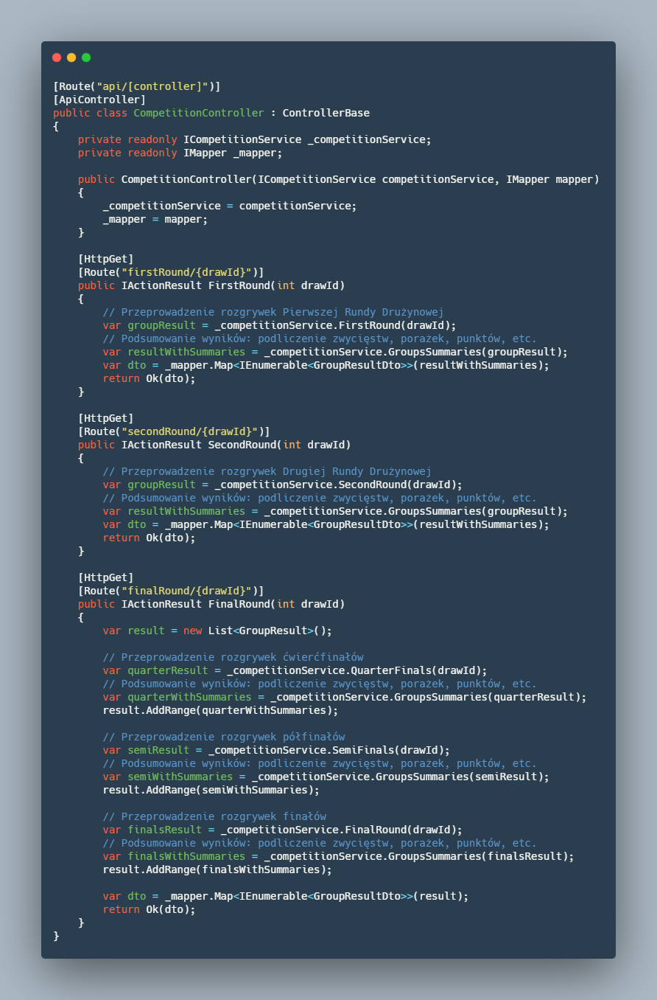 [Route("api/[controller]")]
[ApiController]
public class CompetitionController : ControllerBase
{
    private readonly ICompetitionService _competitionService;
    private readonly IMapper _mapper;

    public CompetitionController(ICompetitionService competitionService, IMapper mapper)
    {
        _competitionService = competitionService;
        _mapper = mapper;
    }

    [HttpGet]
    [Route("firstRound/{drawId}")]
    public IActionResult FirstRound(int drawId)
    {
        // Przeprowadzenie rozgrywek Pierwszej Rundy Drużynowej
        var groupResult = _competitionService.FirstRound(drawId);
        // Podsumowanie wyników: podliczenie zwycięstw, porażek, punktów, etc.
        var resultWithSummaries = _competitionService.GroupsSummaries(groupResult);
        var dto = _mapper.Map<IEnumerable<GroupResultDto>>(resultWithSummaries);
        return Ok(dto);
    }

    [HttpGet]
    [Route("secondRound/{drawId}")]
    public IActionResult SecondRound(int drawId)
    {
        // Przeprowadzenie rozgrywek Drugiej Rundy Drużynowej
        var groupResult = _competitionService.SecondRound(drawId);
        // Podsumowanie wyników: podliczenie zwycięstw, porażek, punktów, etc.
        var resultWithSummaries = _competitionService.GroupsSummaries(groupResult);
        var dto = _mapper.Map<IEnumerable<GroupResultDto>>(resultWithSummaries);
        return Ok(dto);
    }

    [HttpGet]
    [Route("finalRound/{drawId}")]
    public IActionResult FinalRound(int drawId)
    {
        var result = new List<GroupResult>();

        // Przeprowadzenie rozgrywek ćwierćfinałów
        var quarterResult = _competitionService.QuarterFinals(drawId);
        // Podsumowanie wyników: podliczenie zwycięstw, porażek, punktów, etc.
        var quarterWithSummaries = _competitionService.GroupsSummaries(quarterResult);
        result.AddRange(quarterWithSummaries);

        // Przeprowadzenie rozgrywek półfinałów
        var semiResult = _competitionService.SemiFinals(drawId);
        // Podsumowanie wyników: podliczenie zwycięstw, porażek, punktów, etc.
        var semiWithSummaries = _competitionService.GroupsSummaries(semiResult);
        result.AddRange(semiWithSummaries);

        // Przeprowadzenie rozgrywek finałów
        var finalsResult = _competitionService.FinalRound(drawId);
        // Podsumowanie wyników: podliczenie zwycięstw, porażek, punktów, etc.
        var finalsWithSummaries = _competitionService.GroupsSummaries(finalsResult);
        result.AddRange(finalsWithSummaries);

        var dto = _mapper.Map<IEnumerable<GroupResultDto>>(result);
        return Ok(dto);
    }
}